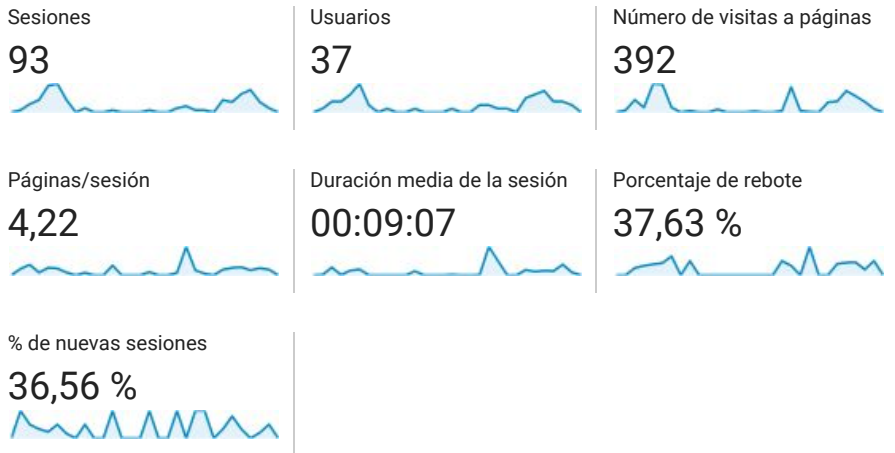 Sesiones
93
Usuarios
37
Número de visitas a páginas
392
Páginas/sesión
4,22
Duración media de la sesión
00:09:07
Porcentaje de rebote
37,63 %
% de nuevas sesiones
36,56 %